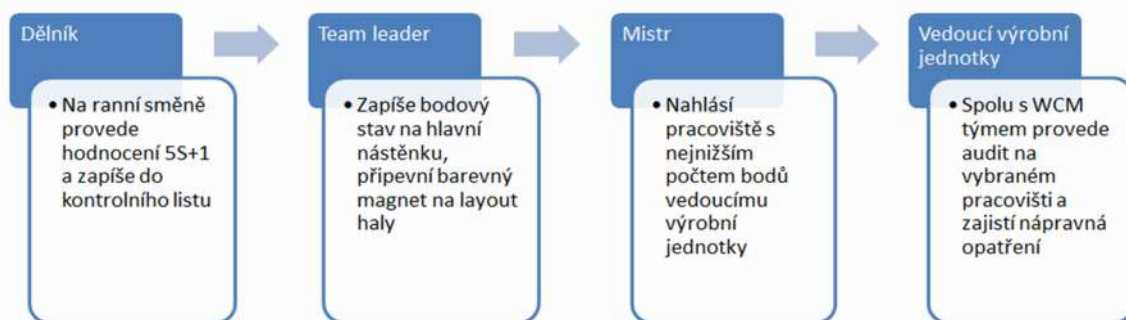 Dělník
• Na ranní směně
provede
hodnocení 5S+1
a zapíše do
kontrolního listu
Team leader
• Zapíše bodový
stav na hlavní
nástěnku,
připevní barevný
magnet na layout
haly
Mistr
• Nahlásí
pracoviště s
nejnižším
počtem bodů
vedoucímu
výrobní
jednotky
Vedoucí výrobní
jednotky
• Spolu s WCM
týmem provede
audit na
vybraném
pracovišti a
zajistí nápravná
opatření